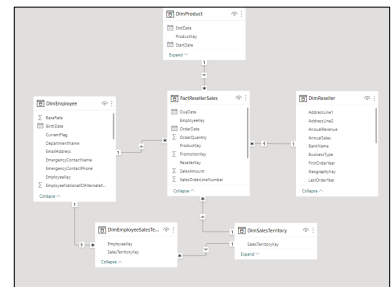 DimProduct
EndDate
ProductKey
StartDate
Expand
1
*
DimEmployee
Σ BaseRate
BirthDate
CurrentFlag
DepartmentName
EmailAddress
EmergencyContactName
EmergencyContactPhone
EmployeeKey
Σ EmployeeNationalIDAlternateK...
Collapse
FactResellerSales
DueDate
EmployeeKey
OrderDate
Σ OrderQuantity
ProductKey
Σ PromotionKey
ResellerKey
Σ SalesAmount
Σ SalesOrderLineNumber
Collapse
DimReseller
AddressLine1
AddressLine2
AnnualRevenue
AnnualSales
BankName
BusinessType
FirstOrderYear
GeographyKey
LastOrderYear
Collapse
1
*
*
1
1
*
*
1
DimEmployeeSalesTe...
EmployeeKey
SalesTerritoryKey
Collapse
*
*
1
DimSalesTerritory
SalesTerritoryKey
Expand